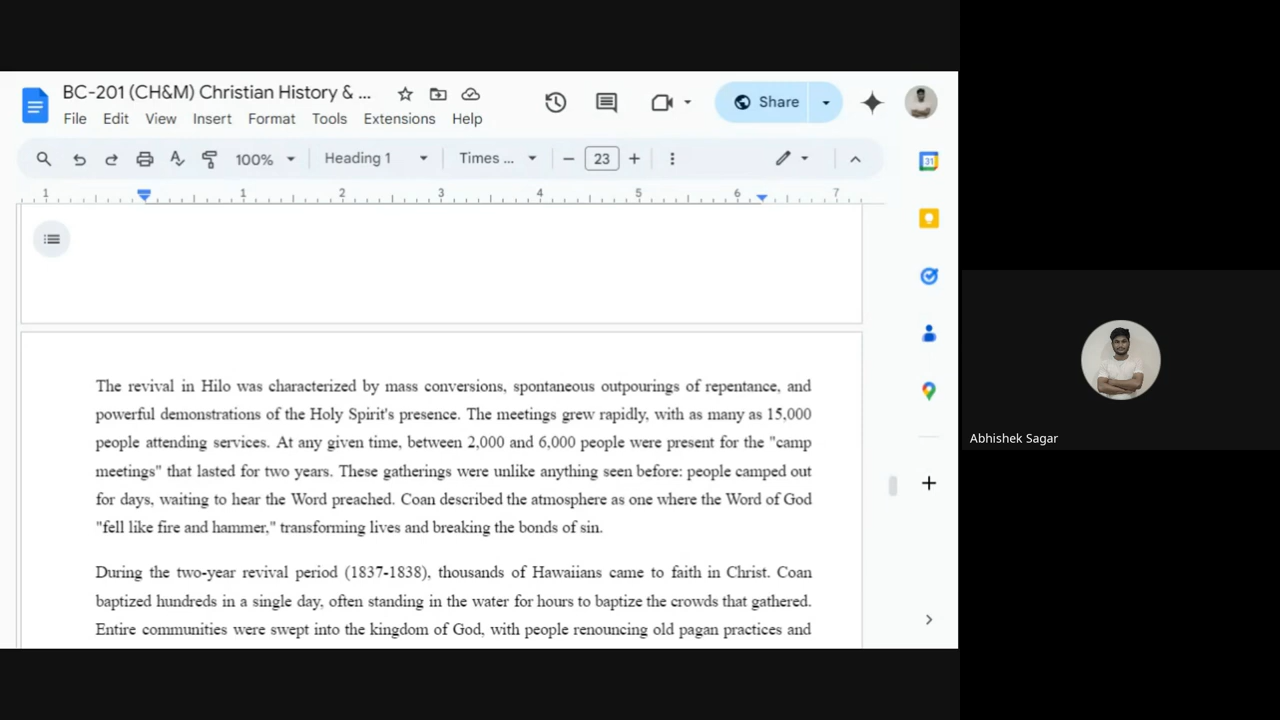 BC-201 (CH&M) Christian History & ...
File Edit View Insert Format Tools Extensions Help
Share
100% Heading 1 Times ... 23
1 1 2 3 4 5 6 7
31
The revival in Hilo was characterized by mass conversions, spontaneous outpourings of repentance, and
powerful demonstrations of the Holy Spirit's presence. The meetings grew rapidly, with as many as 15,000
people attending services. At any given time, between 2,000 and 6,000 people were present for the "camp
meetings" that lasted for two years. These gatherings were unlike anything seen before: people camped out
for days, waiting to hear the Word preached. Coan described the atmosphere as one where the Word of God
"fell like fire and hammer," transforming lives and breaking the bonds of sin.
During the two-year revival period (1837-1838), thousands of Hawaiians came to faith in Christ. Coan
baptized hundreds in a single day, often standing in the water for hours to baptize the crowds that gathered.
Entire communities were swept into the kingdom of God, with people renouncing old pagan practices and
Abhishek Sagar